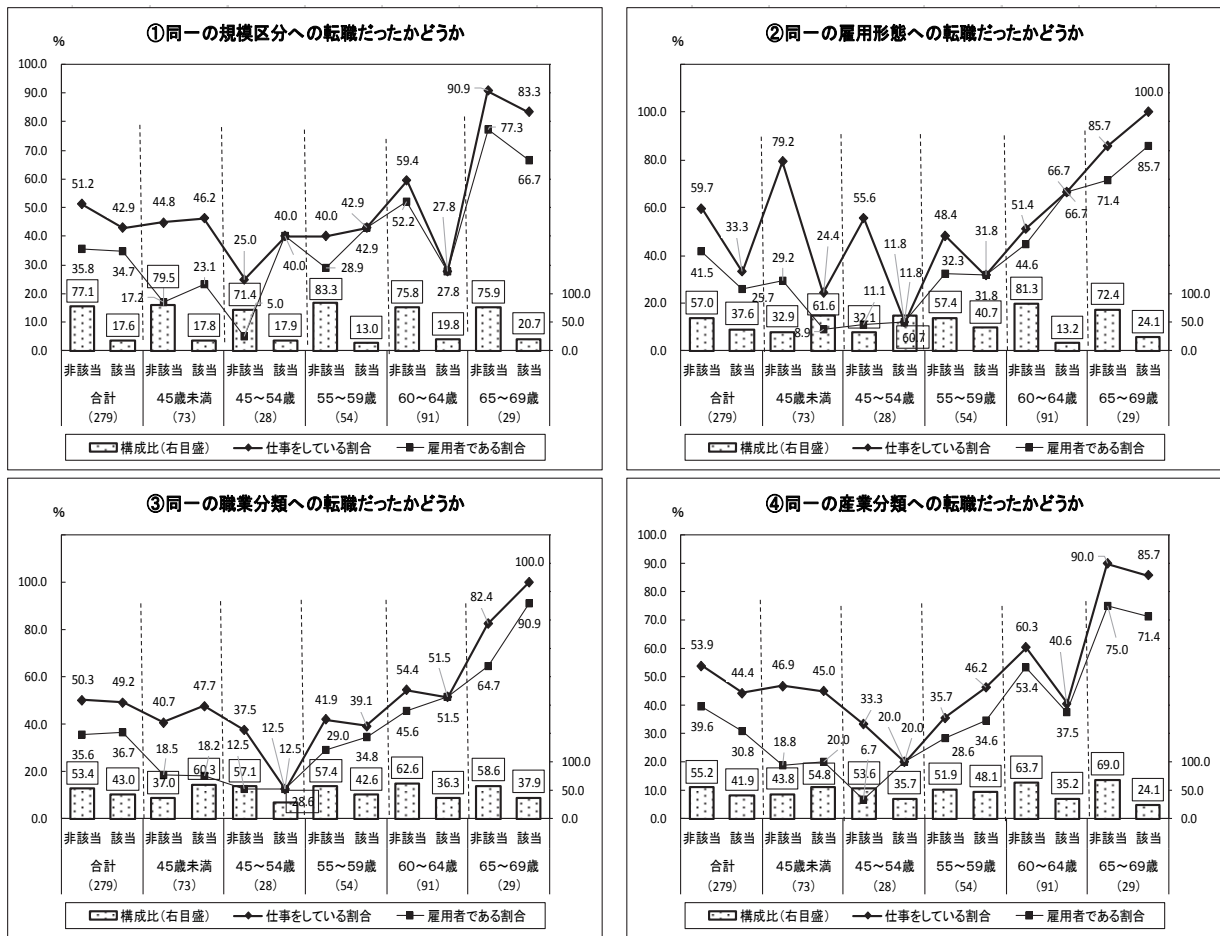 ①同一の規模区分への転職だったかどうか
%
100.0
90.0
80.0
70.0
60.0
50.0
40.0
30.0
20.0
10.0
0.0
51.2 42.9 44.8 46.2 25.0 40.0 40.0 42.9 59.4 27.8 90.9 83.3
35.8 34.7 17.2 23.1 5.0 40.0 28.9 42.9 52.2 27.8 77.3 66.7
77.1 17.6 79.5 17.8 71.4 17.9 83.3 13.0 75.8 19.8 75.9 20.7
100.0
50.0
0.0
非該当 該当 非該当 該当 非該当 該当 非該当 該当 非該当 該当 非該当 該当
合計 45歳未満 45~54歳 55~59歳 60~64歳 65~69歳
(279) (73) (28) (54) (91) (29)
構成比(右目盛) 仕事をしている割合 雇用者である割合
②同一の雇用形態への転職だったかどうか
%
100.0
80.0
60.0
40.0
20.0
0.0
59.7 33.3 79.2 24.4 55.6 11.8 48.4 31.8 51.4 66.7 85.7 100.0
41.5 25.7 29.2 8.9 11.1 11.8 32.3 31.8 44.6 66.7 71.4 85.7
57.0 37.6 32.9 61.6 32.1 60.7 57.4 40.7 81.3 13.2 72.4 24.1
100.0
50.0
0.0
非該当 該当 非該当 該当 非該当 該当 非該当 該当 非該当 該当 非該当 該当
合計 45歳未満 45~54歳 55~59歳 60~64歳 65~69歳
(279) (73) (28) (54) (91) (29)
構成比(右目盛) 仕事をしている割合 雇用者である割合
③同一の職業分類への転職だったかどうか
%
100.0
80.0
60.0
40.0
20.0
0.0
50.3 49.2 40.7 47.7 37.5 12.5 41.9 39.1 54.4 51.5 82.4 100.0
35.6 36.7 18.5 18.2 12.5 12.5 29.0 34.8 45.6 51.5 64.7 90.9
53.4 43.0 37.0 60.3 57.1 28.6 57.4 42.6 62.6 36.3 58.6 37.9
100.0
50.0
0.0
非該当 該当 非該当 該当 非該当 該当 非該当 該当 非該当 該当 非該当 該当
合計 45歳未満 45~54歳 55~59歳 60~64歳 65~69歳
(279) (73) (28) (54) (91) (29)
構成比(右目盛) 仕事をしている割合 雇用者である割合
④同一の産業分類への転職だったかどうか
%
100.0
90.0
80.0
70.0
60.0
50.0
40.0
30.0
20.0
10.0
0.0
53.9 44.4 46.9 45.0 33.3 20.0 35.7 46.2 60.3 40.6 90.0 85.7
39.6 30.8 18.8 20.0 6.7 20.0 28.6 34.6 53.4 37.5 75.0 71.4
55.2 41.9 43.8 54.8 53.6 35.7 51.9 48.1 63.7 35.2 69.0 24.1
100.0
50.0
0.0
非該当 該当 非該当 該当 非該当 該当 非該当 該当 非該当 該当 非該当 該当
合計 45歳未満 45~54歳 55~59歳 60~64歳 65~69歳
(279) (73) (28) (54) (91) (29)
構成比(右目盛) 仕事をしている割合 雇用者である割合